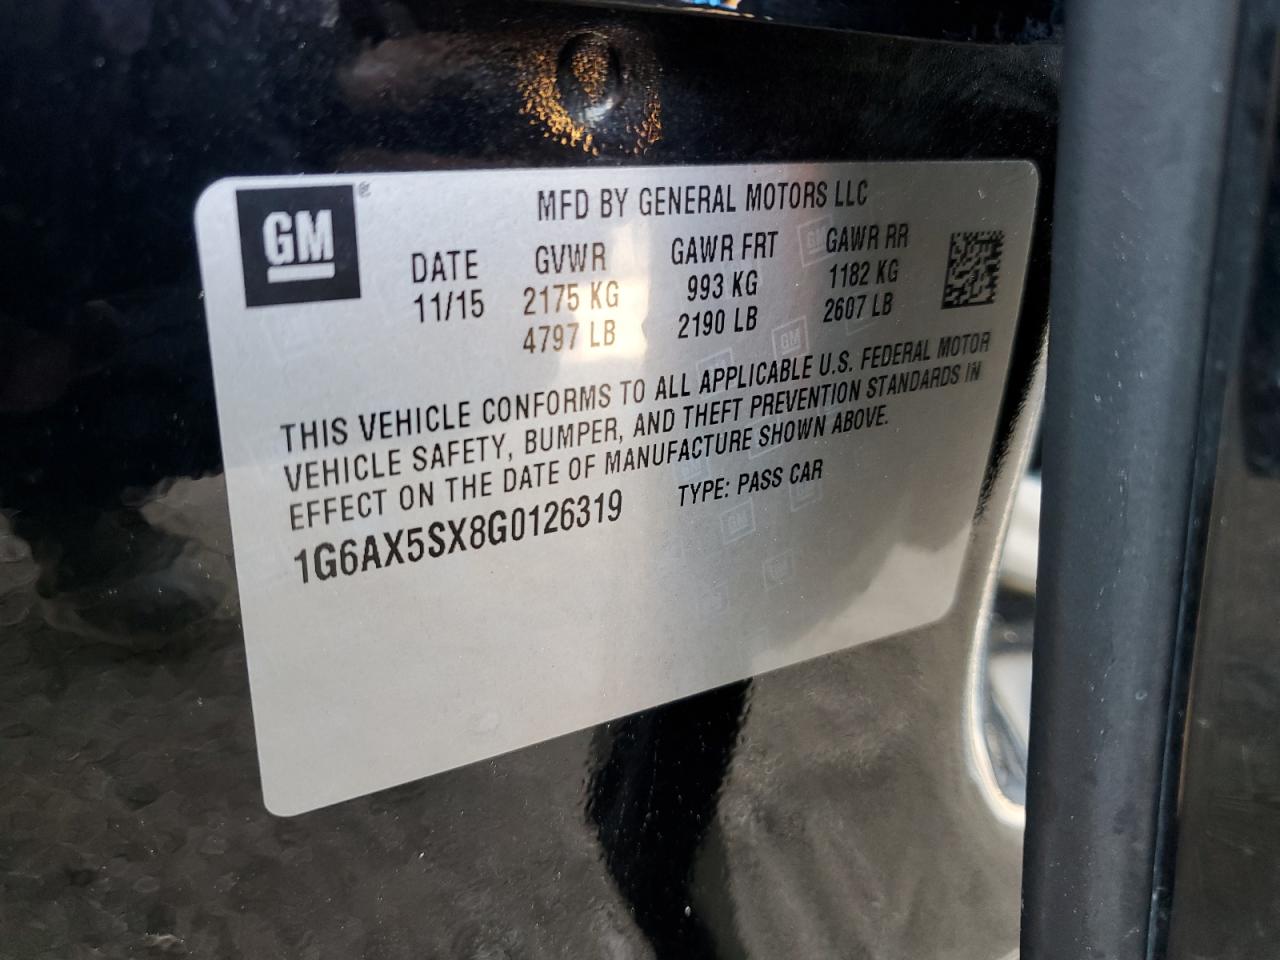 GM ®
MFD BY GENERAL MOTORS LLC
DATE GVWR GAWR FRT GAWR RR
11/15 2175 KG 993 KG 1182 KG
4797 LB 2190 LB 2607 LB
THIS VEHICLE CONFORMS TO ALL APPLICABLE U.S. FEDERAL MOTOR
VEHICLE SAFETY, BUMPER, AND THEFT PREVENTION STANDARDS IN
EFFECT ON THE DATE OF MANUFACTURE SHOWN ABOVE.
1G6AX5SX8G0126319 TYPE: PASS CAR